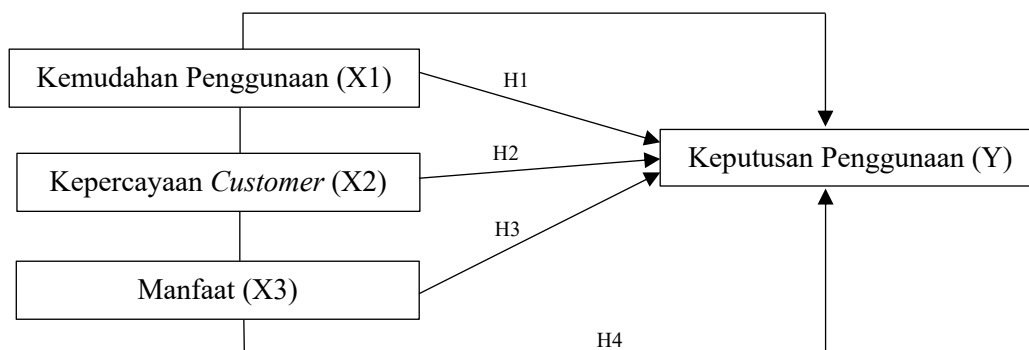 Kemudahan Penggunaan (X1)
H1
Kepercayaan Customer (X2)
H2
Keputusan Penggunaan (Y)
H3
Manfaat (X3)
H4